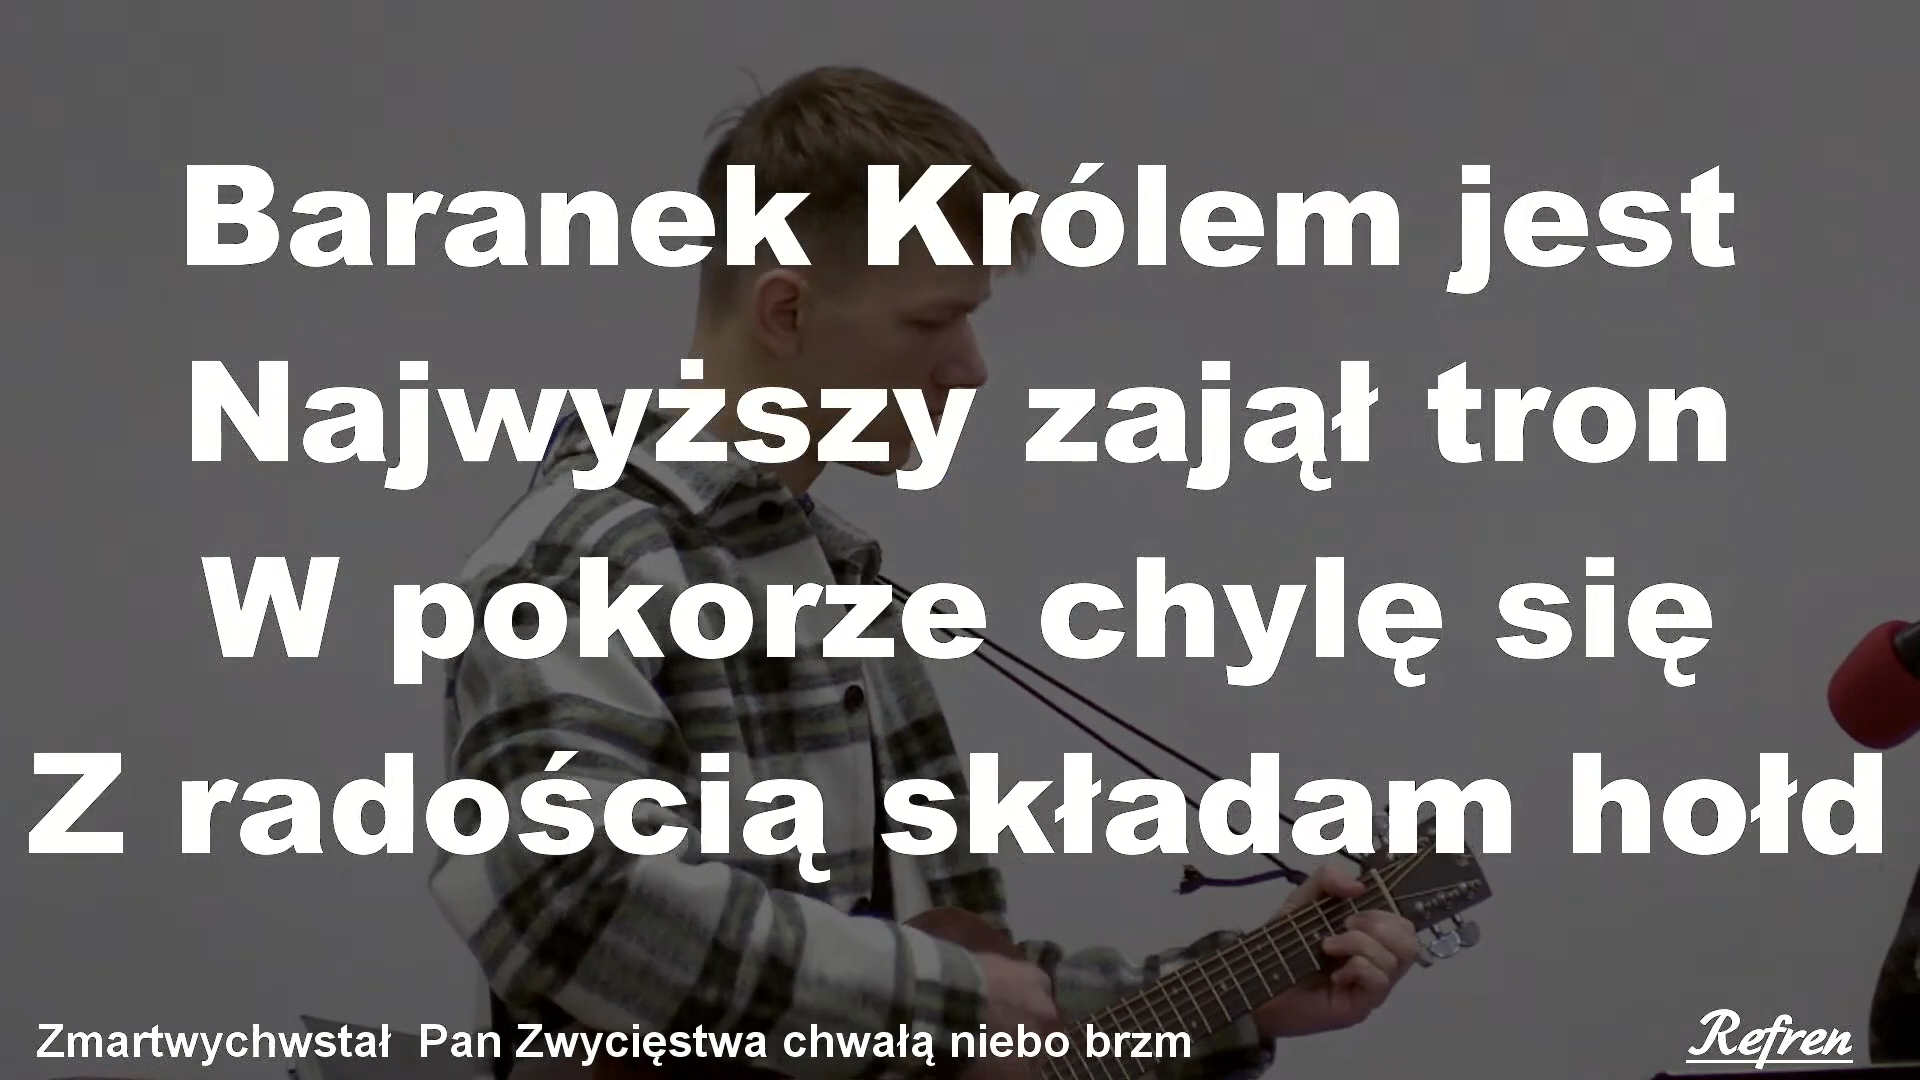 Baranek Królem jest
Najwyższy zajął tron
W pokorze chylę się
Z radością składam hołd
Zmartwychwstał Pan Zwycięstwa chwałą niebo brzm
Refren